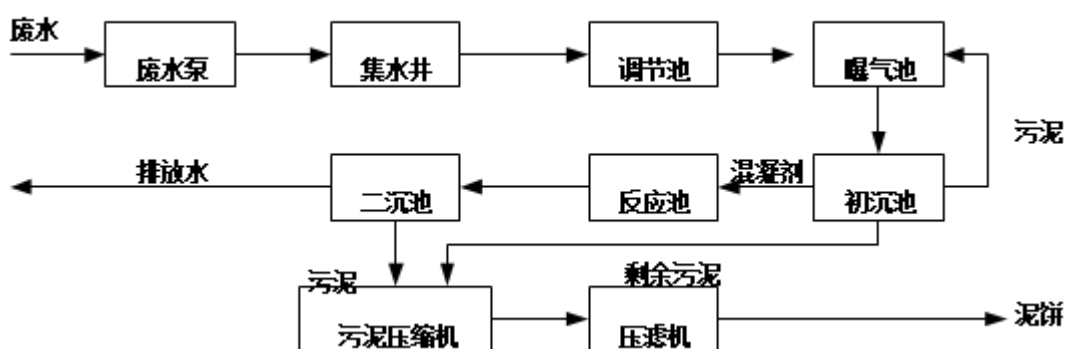 废水
废水泵
集水井
调节池
曝气池
污泥
排放水
二沉池
反应池
混凝剂
初沉池
污泥
剩余污泥
污泥压缩机
压滤机
泥饼